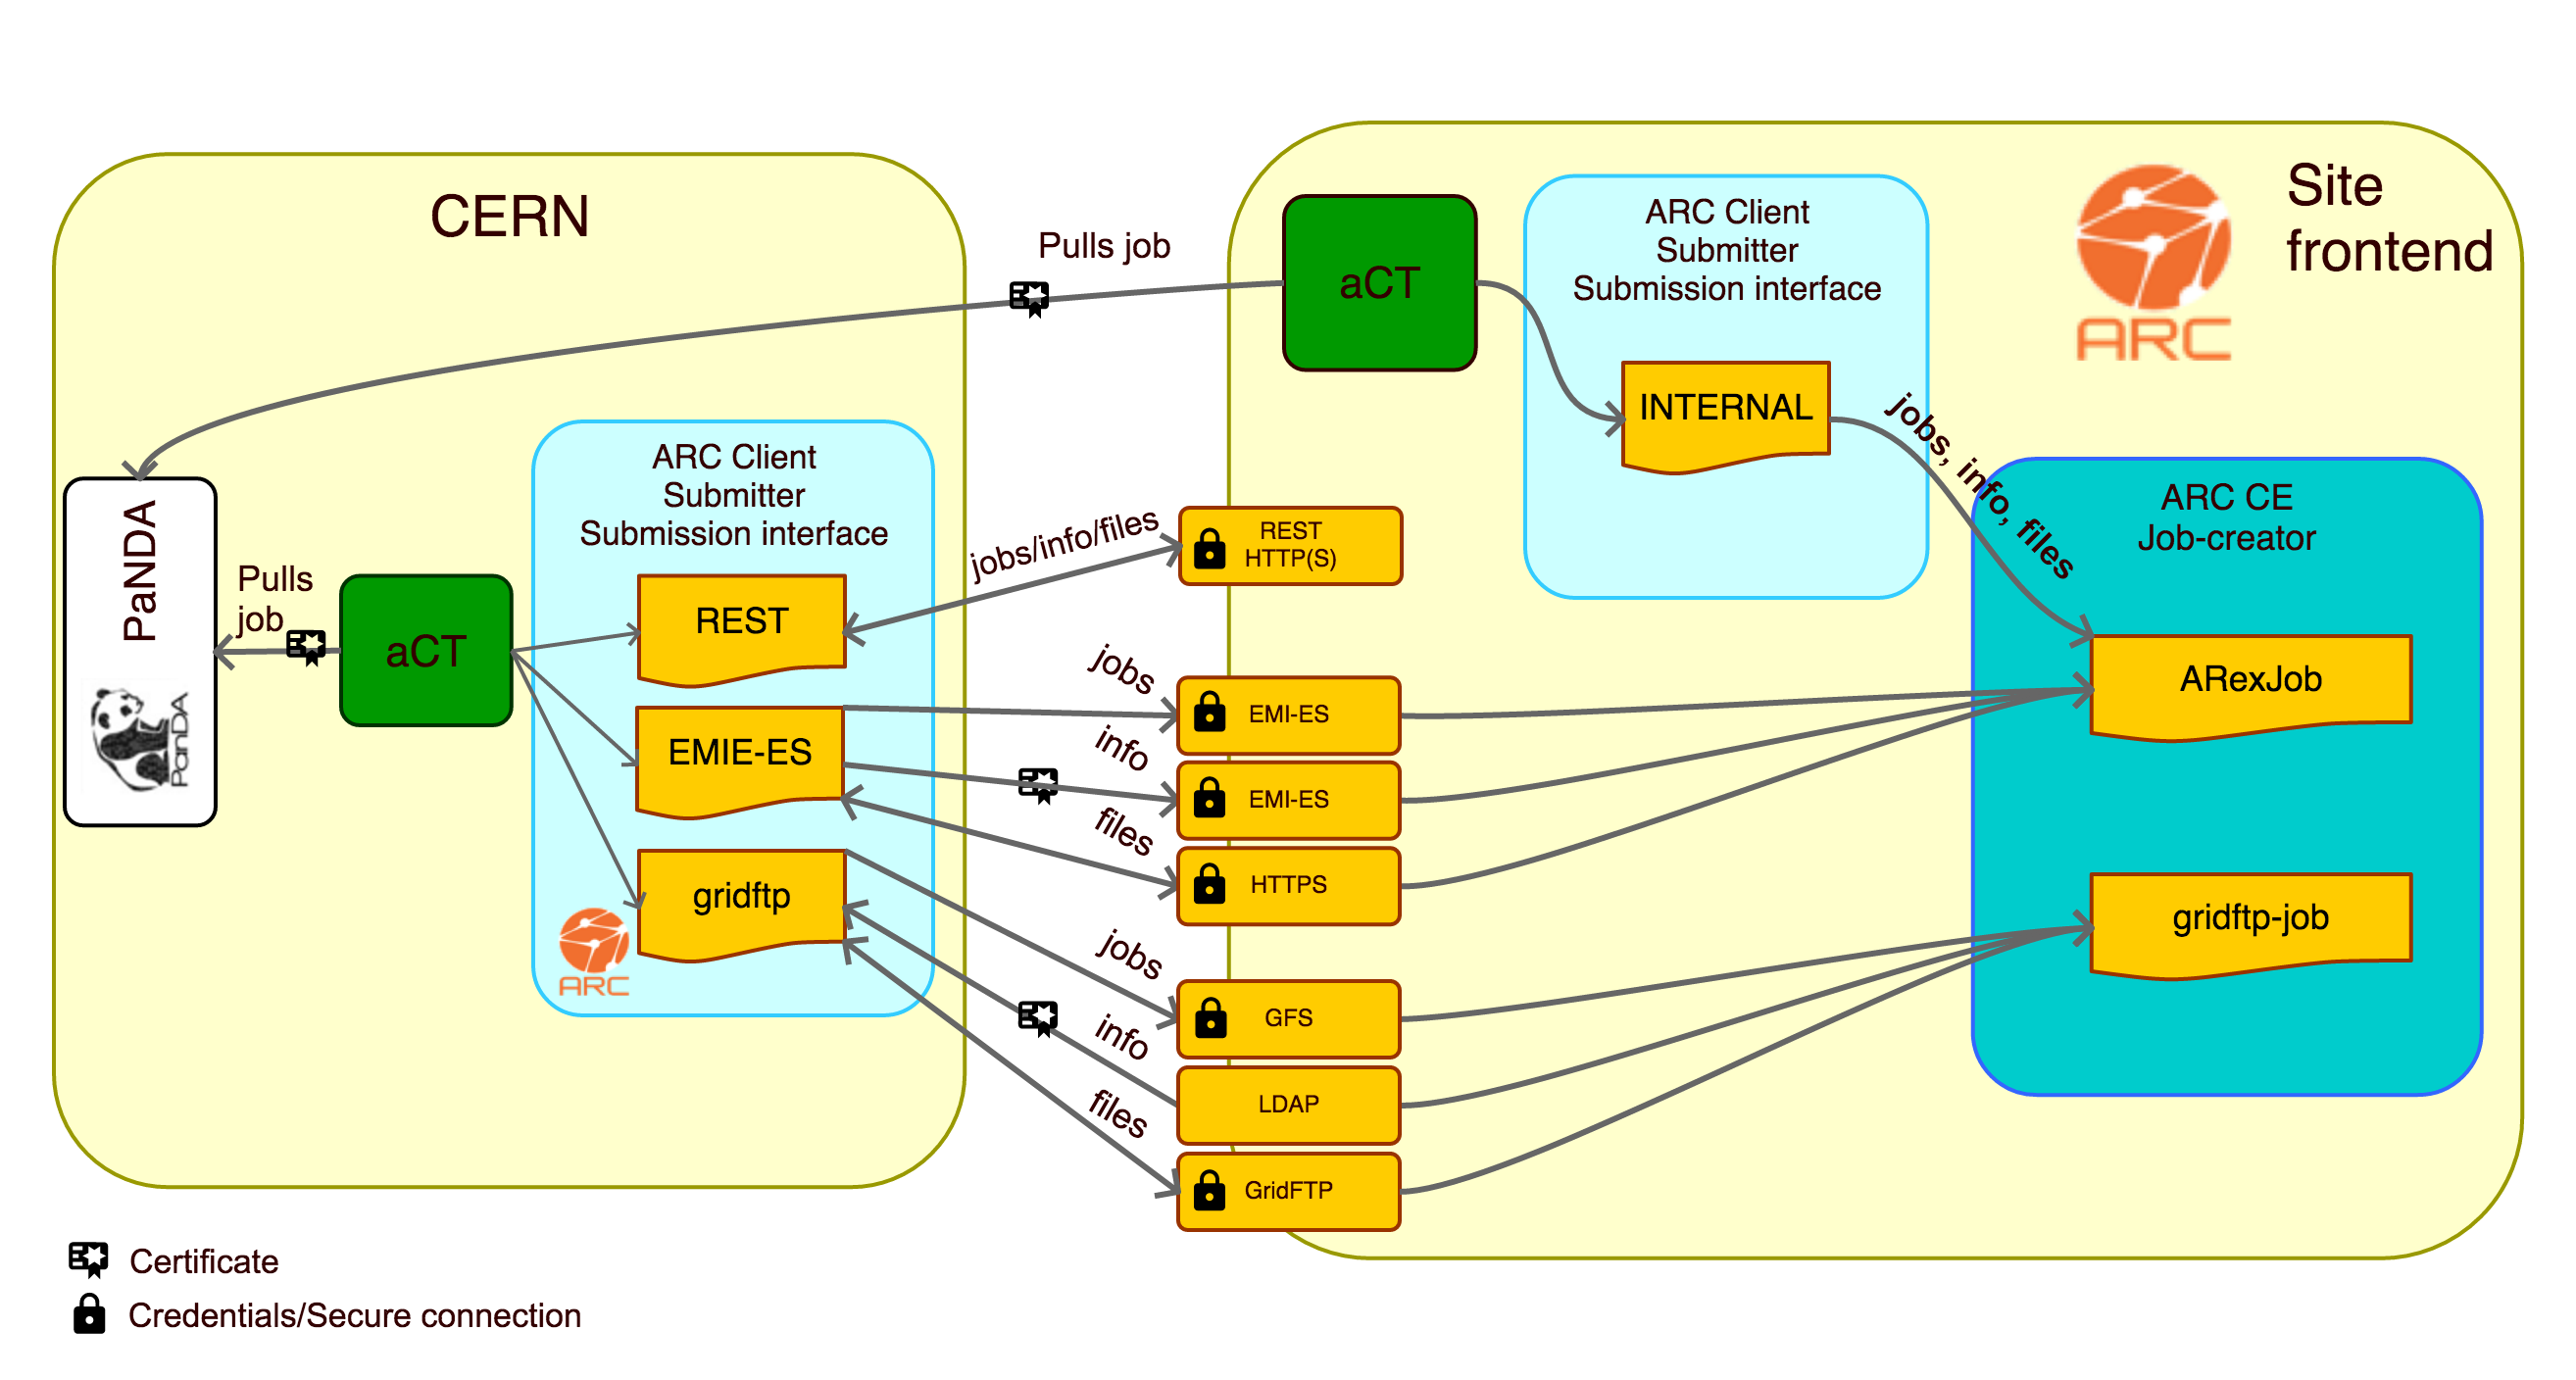 CERN
PaNDA
PanDA
Pulls
job
aCT
ARC Client
Submitter
Submission interface
REST
EMIE-ES
gridftp
ARC
Pulls job
jobs/info/files
jobs
info
files
jobs
info
files
REST
HTTP(S)
EMI-ES
EMI-ES
HTTPS
GFS
LDAP
GridFTP
aCT
ARC Client
Submitter
Submission interface
INTERNAL
jobs, info, files
ARC
Site
frontend
ARC CE
Job-creator
ARexJob
gridftp-job
Certificate
Credentials/Secure connection